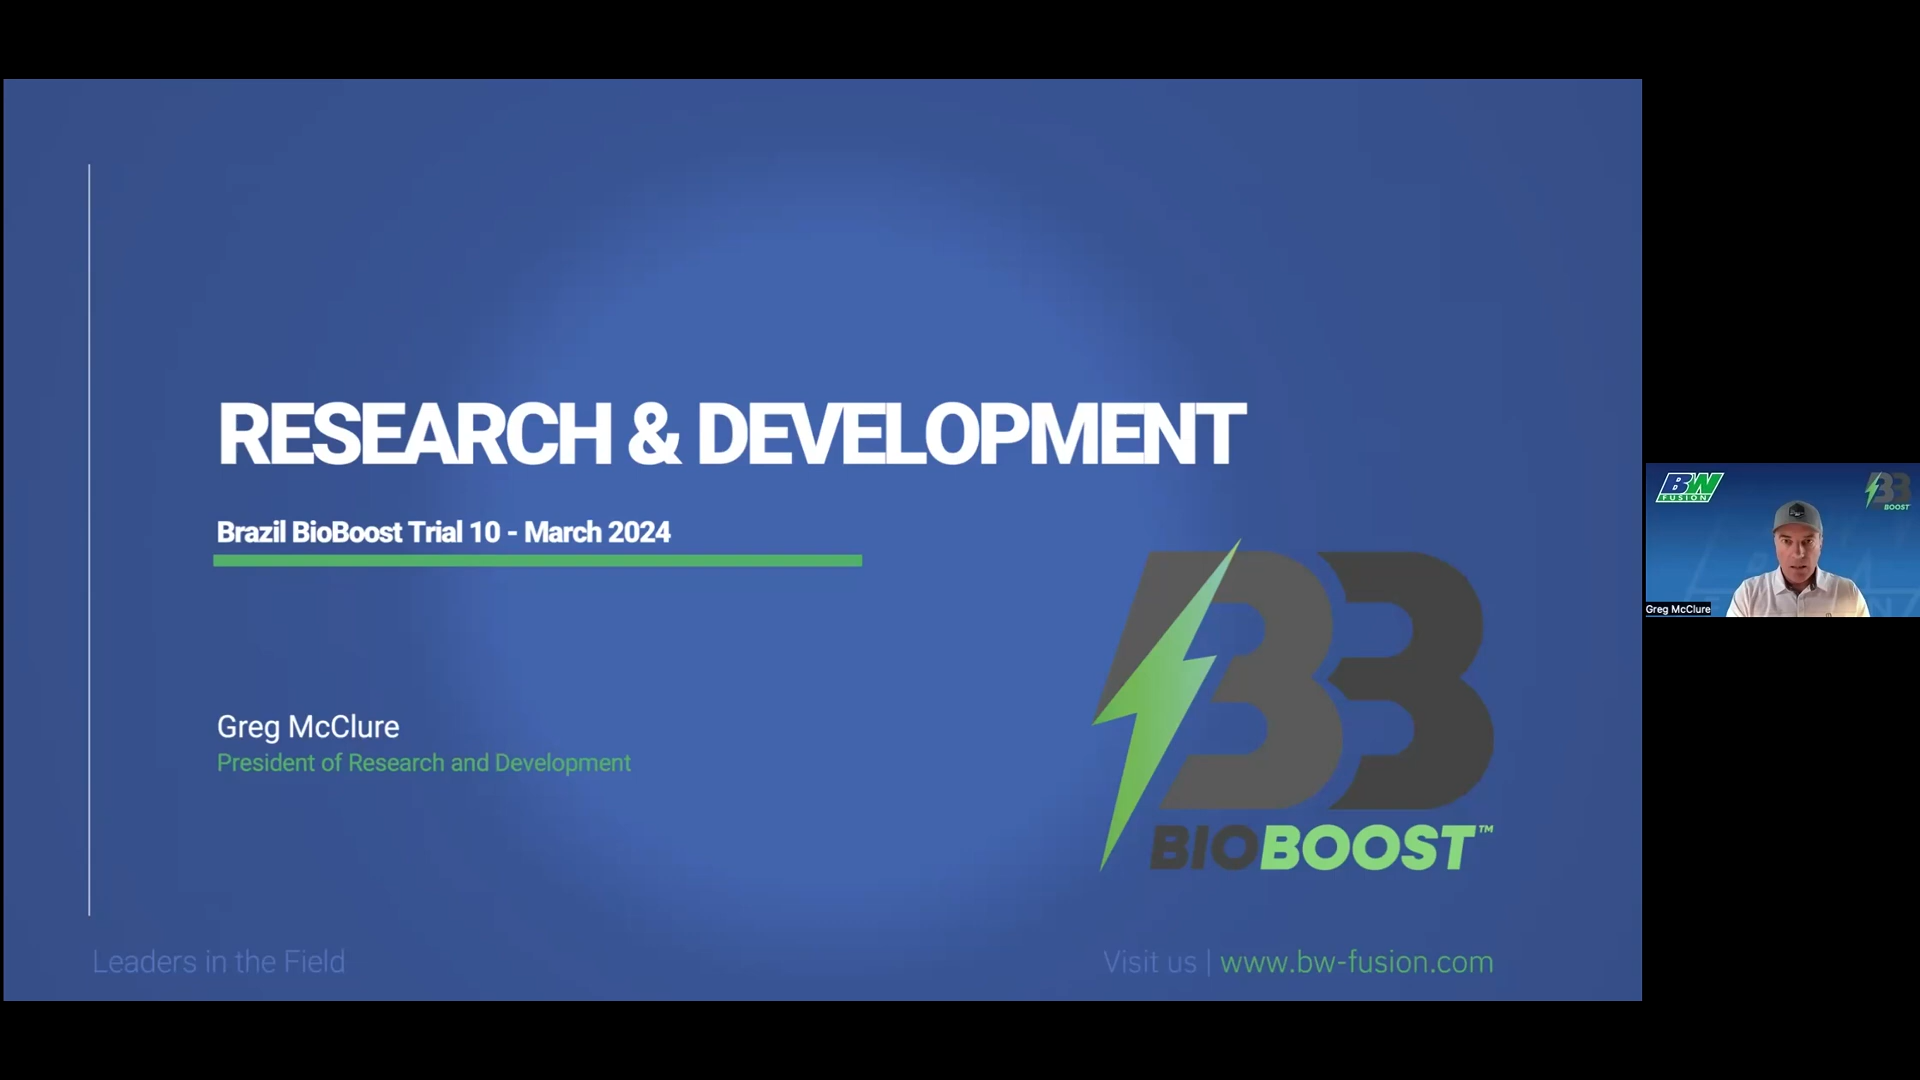 RESEARCH & DEVELOPMENT
Brazil BioBoost Trial 10 - March 2024
Greg McClure
President of Research and Development
BIOBOOST™
Leaders in the Field
Visit us | www.bw-fusion.com
BW
FUSION
BOOST
Greg McClure